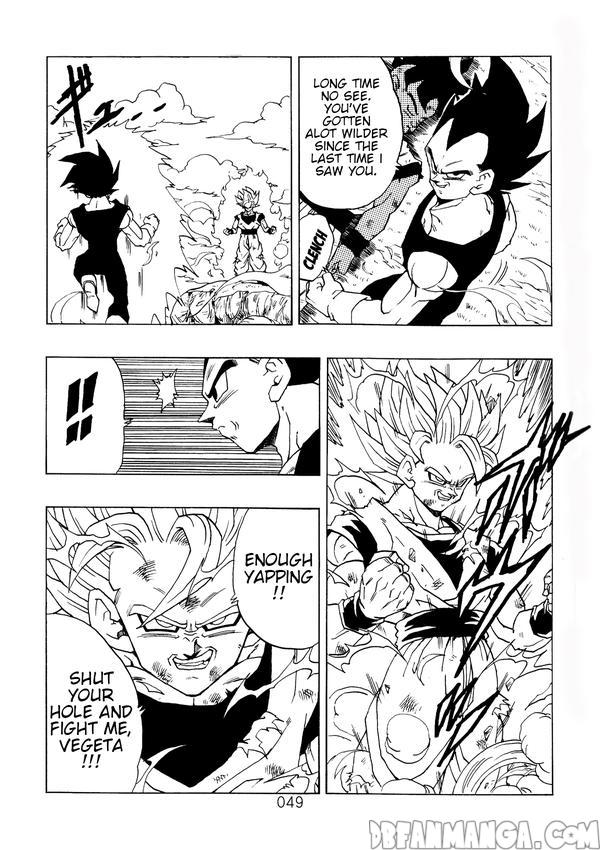 LONG TIME
NO SEE.
YOU'VE
GOTTEN
ALOT WILDER
SINCE THE
LAST TIME I
SAW YOU.
CLENCH
!!
ENOUGH
YAPPING
!!
SHUT
YOUR
HOLE AND
FIGHT ME,
VEGETA
!!!
049
DBFANMANGA.COM